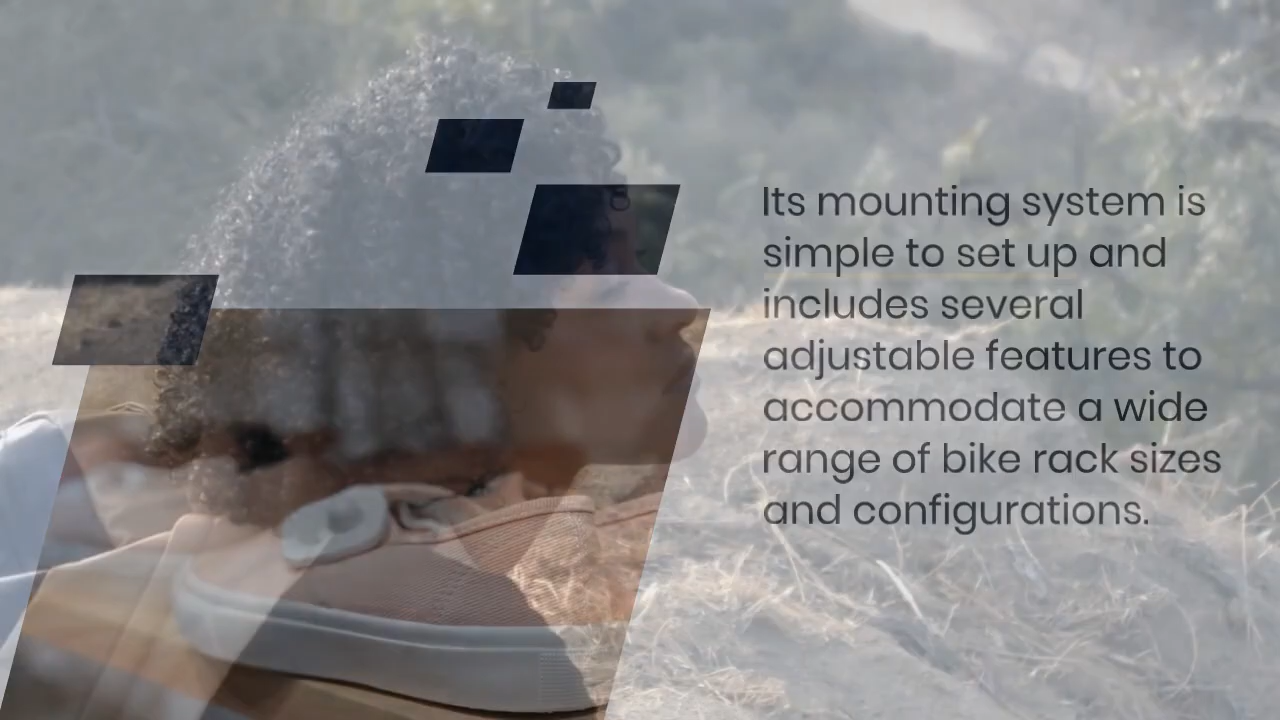 Its mounting system is
simple to set up and
includes several
adjustable features to
accommodate a wide
range of bike rack sizes
and configurations.